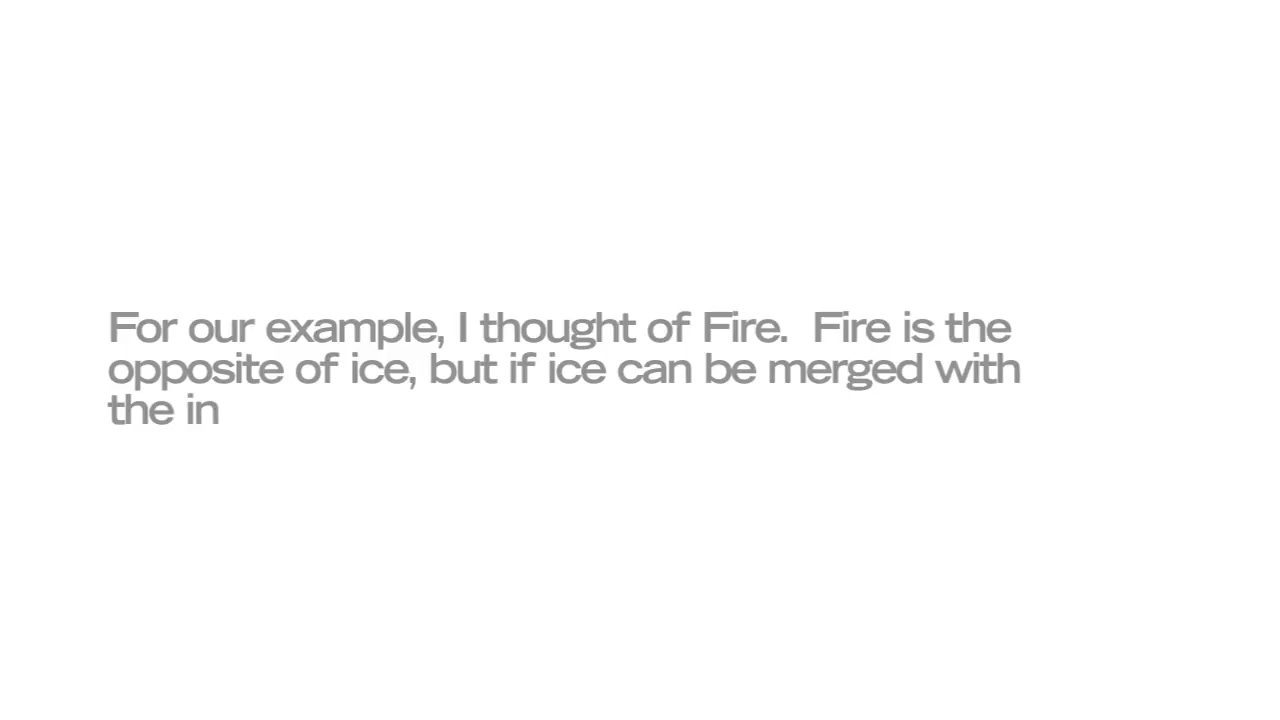 For our example, I thought of Fire.  Fire is the
opposite of ice, but if ice can be merged with
the in